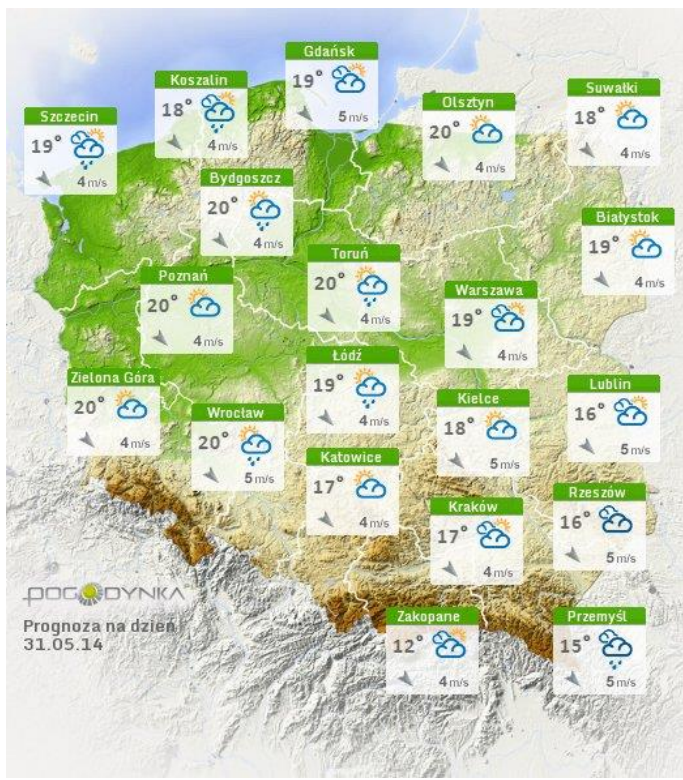 Gdańsk
19° 5 m/s
Koszalin
18° 4 m/s
Suwałki
18° 4 m/s
Olsztyn
20° 4 m/s
Szczecin
19° 4 m/s
Bydgoszcz
20° 4 m/s
Białystok
19° 4 m/s
Toruń
20° 4 m/s
Poznań
20° 4 m/s
Warszawa
19° 4 m/s
Łódź
19° 4 m/s
Zielona Góra
20° 4 m/s
Lublin
16° 5 m/s
Kielce
18° 5 m/s
Wrocław
20° 5 m/s
Katowice
17° 4 m/s
Rzeszów
16° 5 m/s
Kraków
17° 4 m/s
POGODYNKA
Prognoza na dzień
31.05.14
Zakopane
12° 4 m/s
Przemyśl
15° 5 m/s